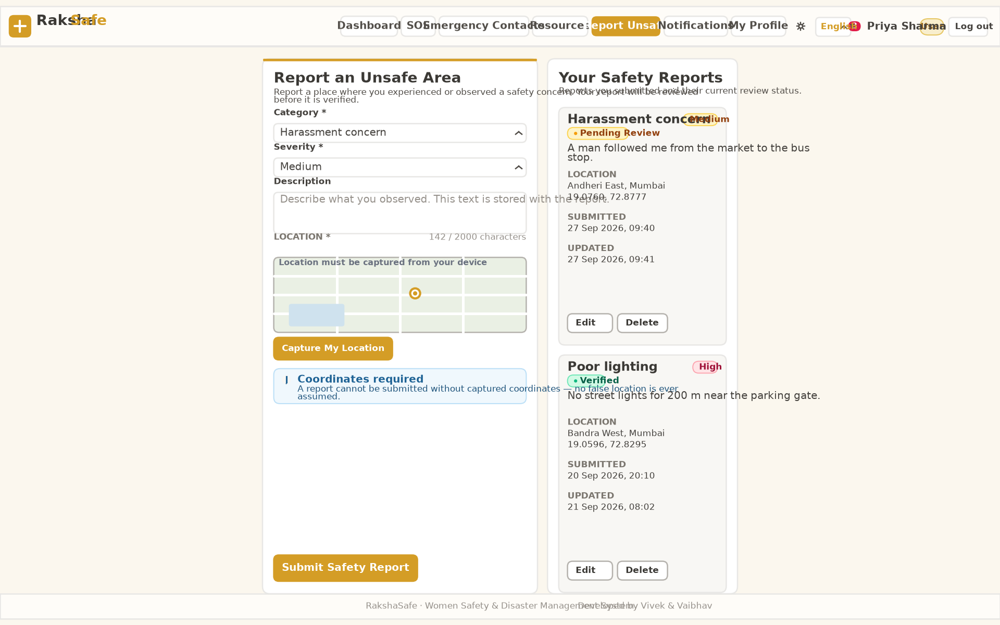 RakshaSafe
Dashboard SOS Emergency Contacts Resources Report Unsafe Notifications My Profile English Priya Sharma User Log out
Report an Unsafe Area
Report a place where you experienced or observed a safety concern. Your report will be reviewed
before it is verified.
Category *
Harassment concern
Severity *
Medium
Description
Describe what you observed. This text is stored with the report.
LOCATION *
142 / 2000 characters
Location must be captured from your device
Capture My Location
Coordinates required
A report cannot be submitted without captured coordinates — no false location is ever
assumed.
Submit Safety Report
Your Safety Reports
Reports you submitted and their current review status.
Harassment concern
Medium
• Pending Review
A man followed me from the market to the bus
stop.
LOCATION
Andheri East, Mumbai
19.0760, 72.8777
SUBMITTED
27 Sep 2026, 09:40
UPDATED
27 Sep 2026, 09:41
Edit
Delete
Poor lighting
High
• Verified
No street lights for 200 m near the parking gate.
LOCATION
Bandra West, Mumbai
19.0596, 72.8295
SUBMITTED
20 Sep 2026, 20:10
UPDATED
21 Sep 2026, 08:02
Edit
Delete
RakshaSafe · Women Safety & Disaster Management System
Developed by Vivek & Vaibhav